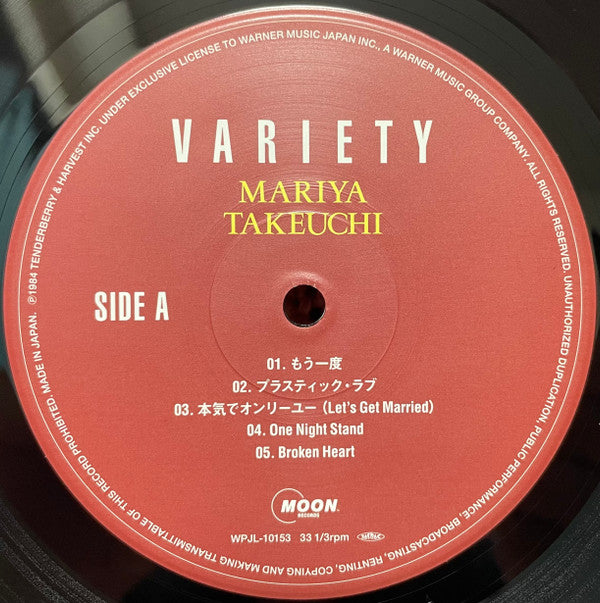 VARIETY
MARIYA
TAKEUCHI
SIDE A
01. もう一度
02. プラスティック・ラブ
03. 本気でオンリーユー (Let's Get Married)
04. One Night Stand
05. Broken Heart
MOON
RECORDS
WPJL-10153 33 1/3rpm
℗1984 TENDERBERRY & HARVEST INC. UNDER EXCLUSIVE LICENSE TO WARNER MUSIC JAPAN INC., A WARNER MUSIC GROUP COMPANY. ALL RIGHTS RESERVED. UNAUTHORIZED DUPLICATION, PUBLIC PERFORMANCE, BROADCASTING, RENTING, COPYING AND MAKING TRANSMITTABLE OF THIS RECORD PROHIBITED. MADE IN JAPAN.